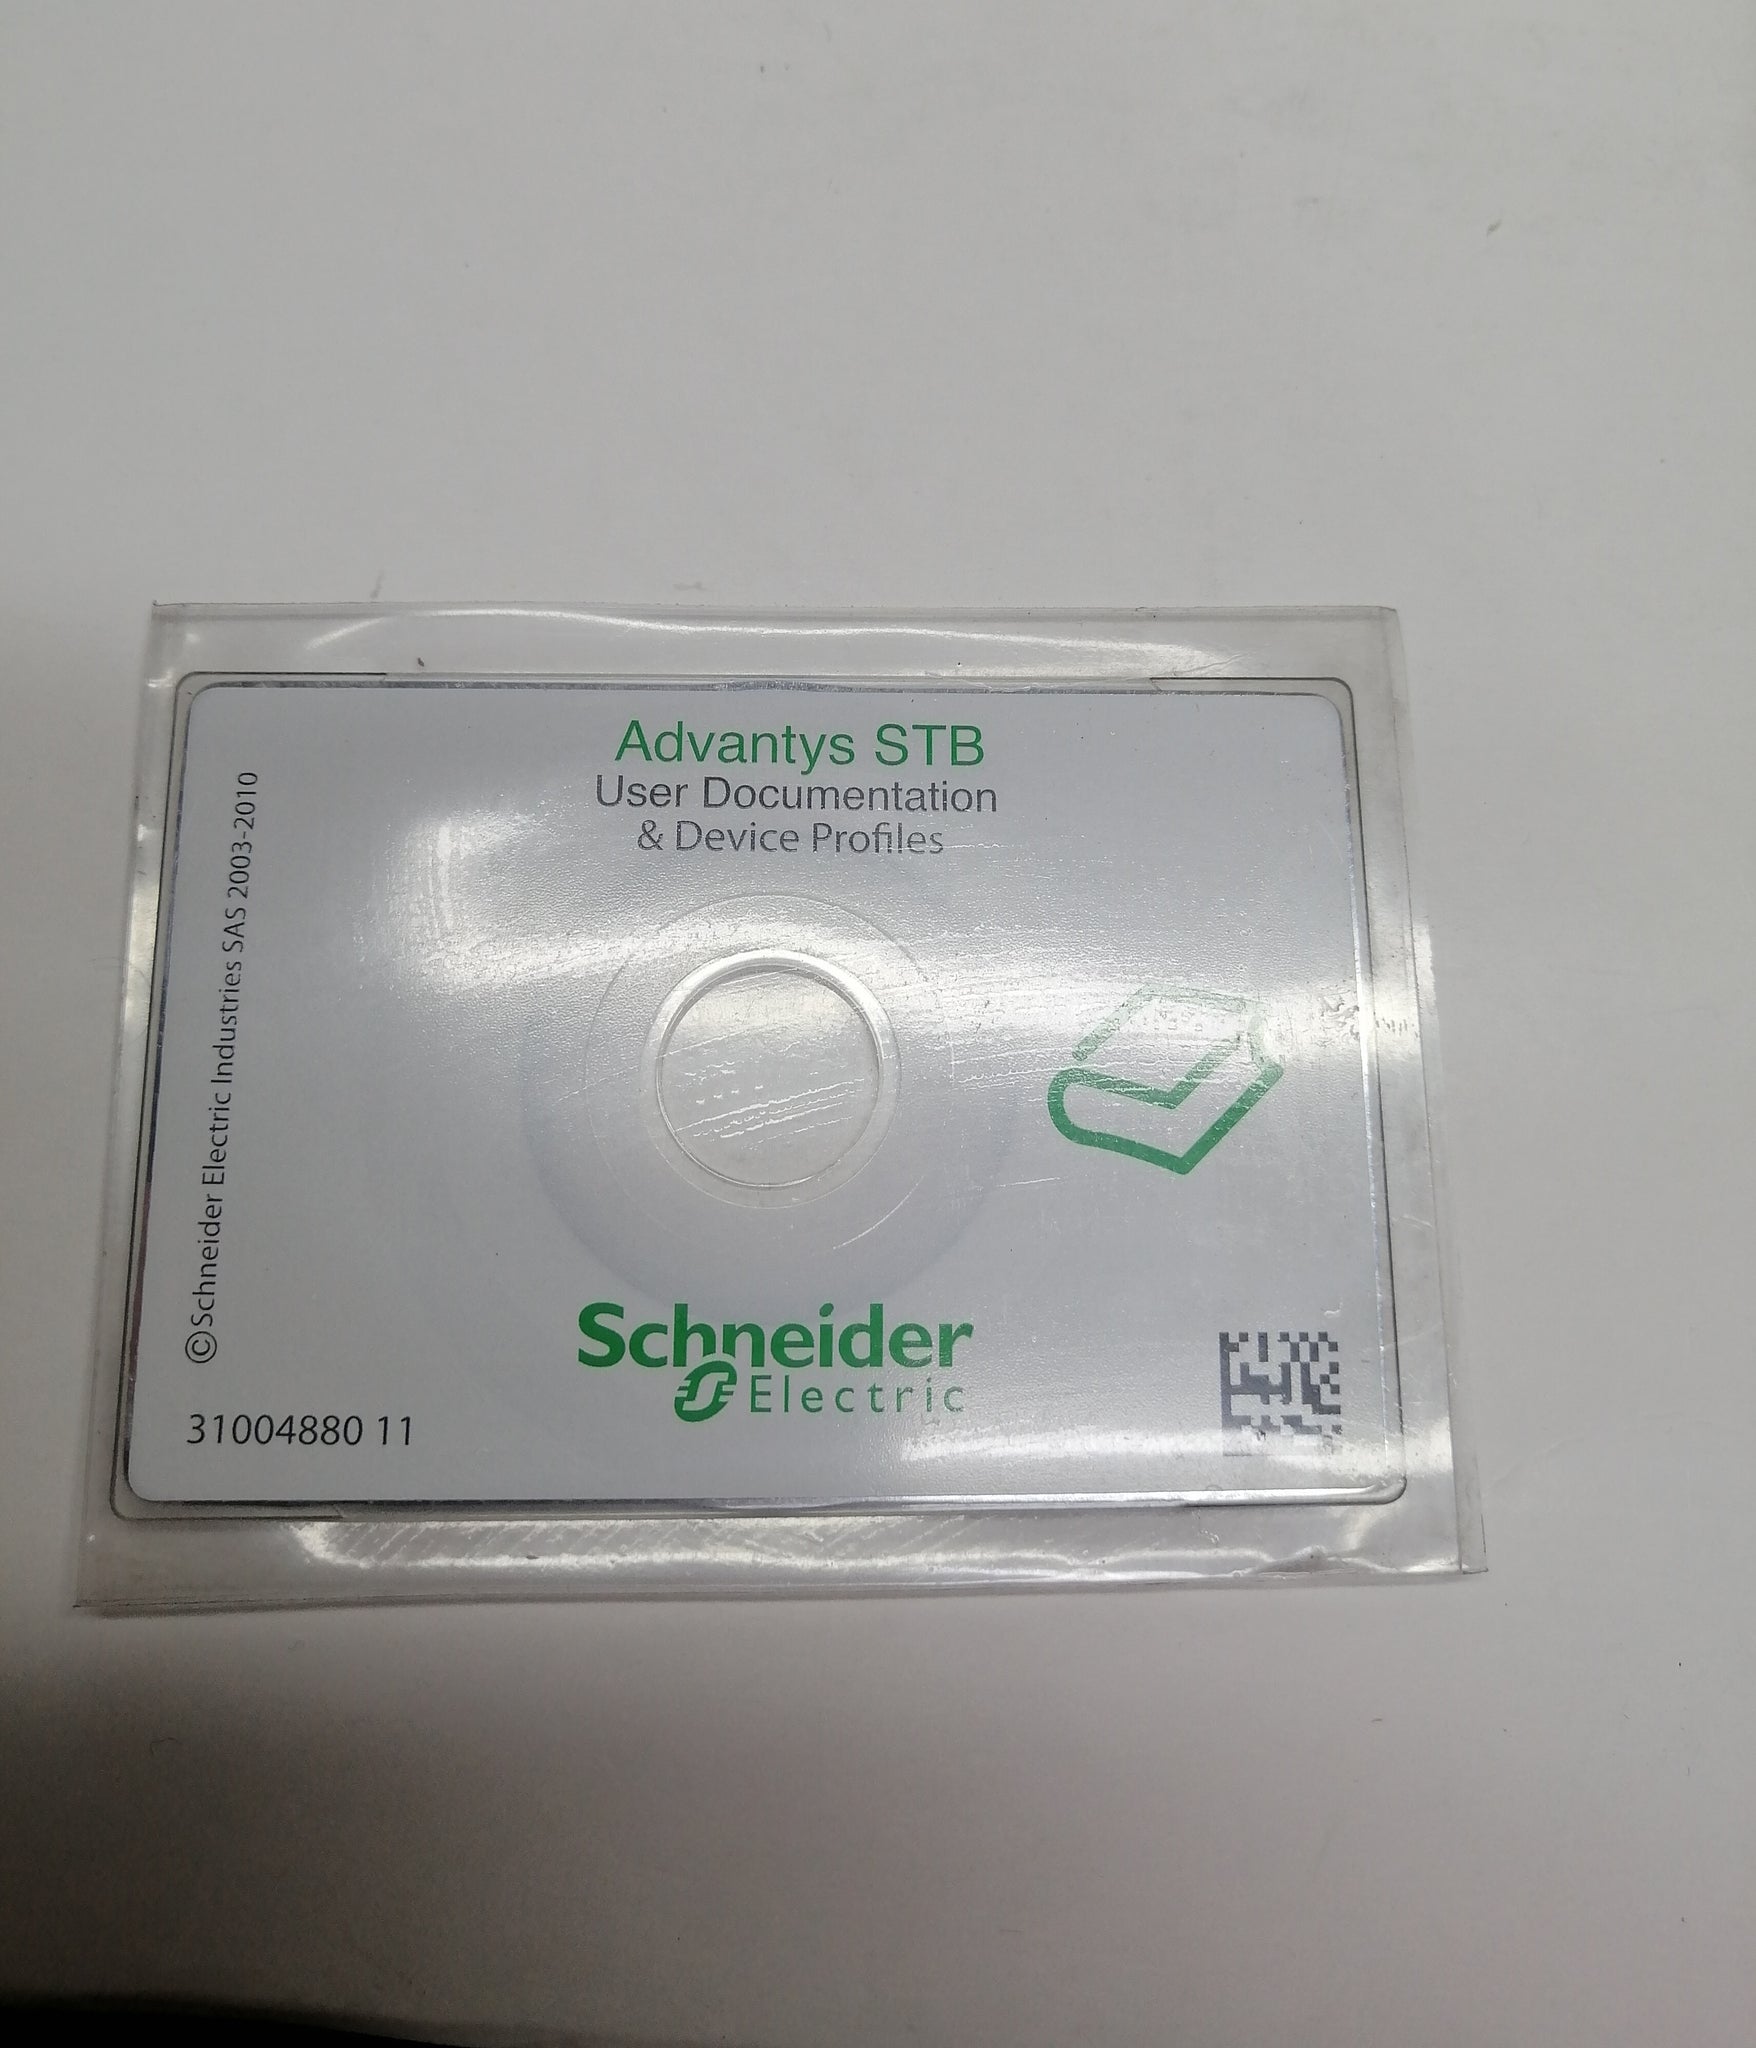 Advantys STB
User Documentation
& Device Profiles
©Schneider Electric Industries SAS 2003-2010
Schneider
Electric
31004880 11